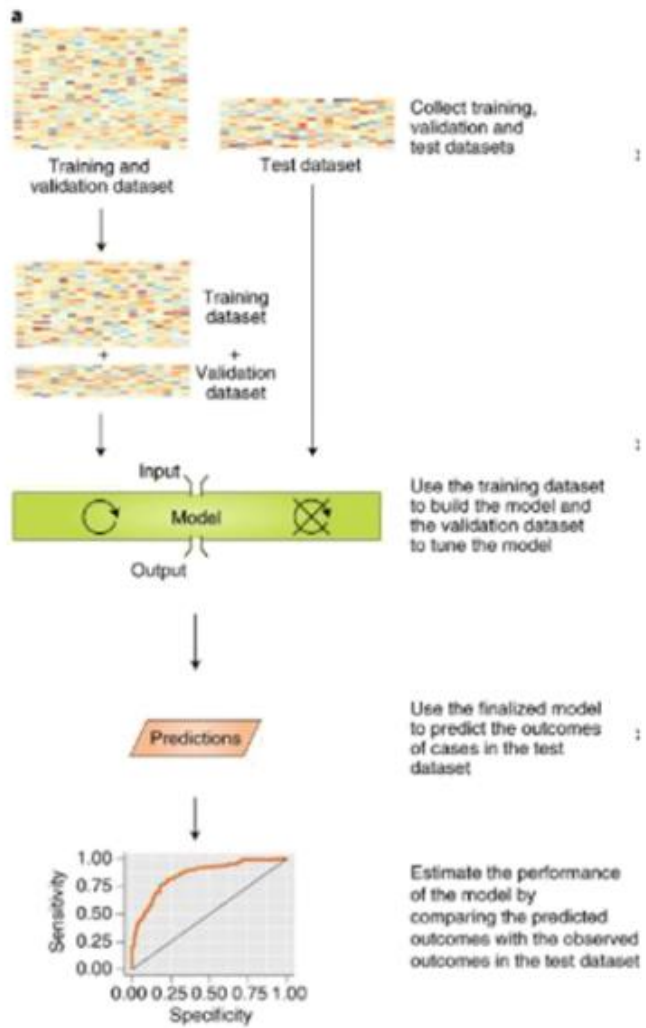 a
Training and
validation dataset
Test dataset
Collect training,
validation and
test datasets
:
Training
dataset
+
+
Validation
dataset
:
Input
Model
Output
Use the training dataset
to build the model and
the validation dataset
to tune the model
Predictions
Use the finalized model
to predict the outcomes
of cases in the test
dataset
:
Sensitivity
1.00
0.75
0.50
0.25
0.00
0.00 0.25 0.50 0.75 1.00
Specificity
Estimate the performance
of the model by
comparing the predicted
outcomes with the observed
outcomes in the test dataset